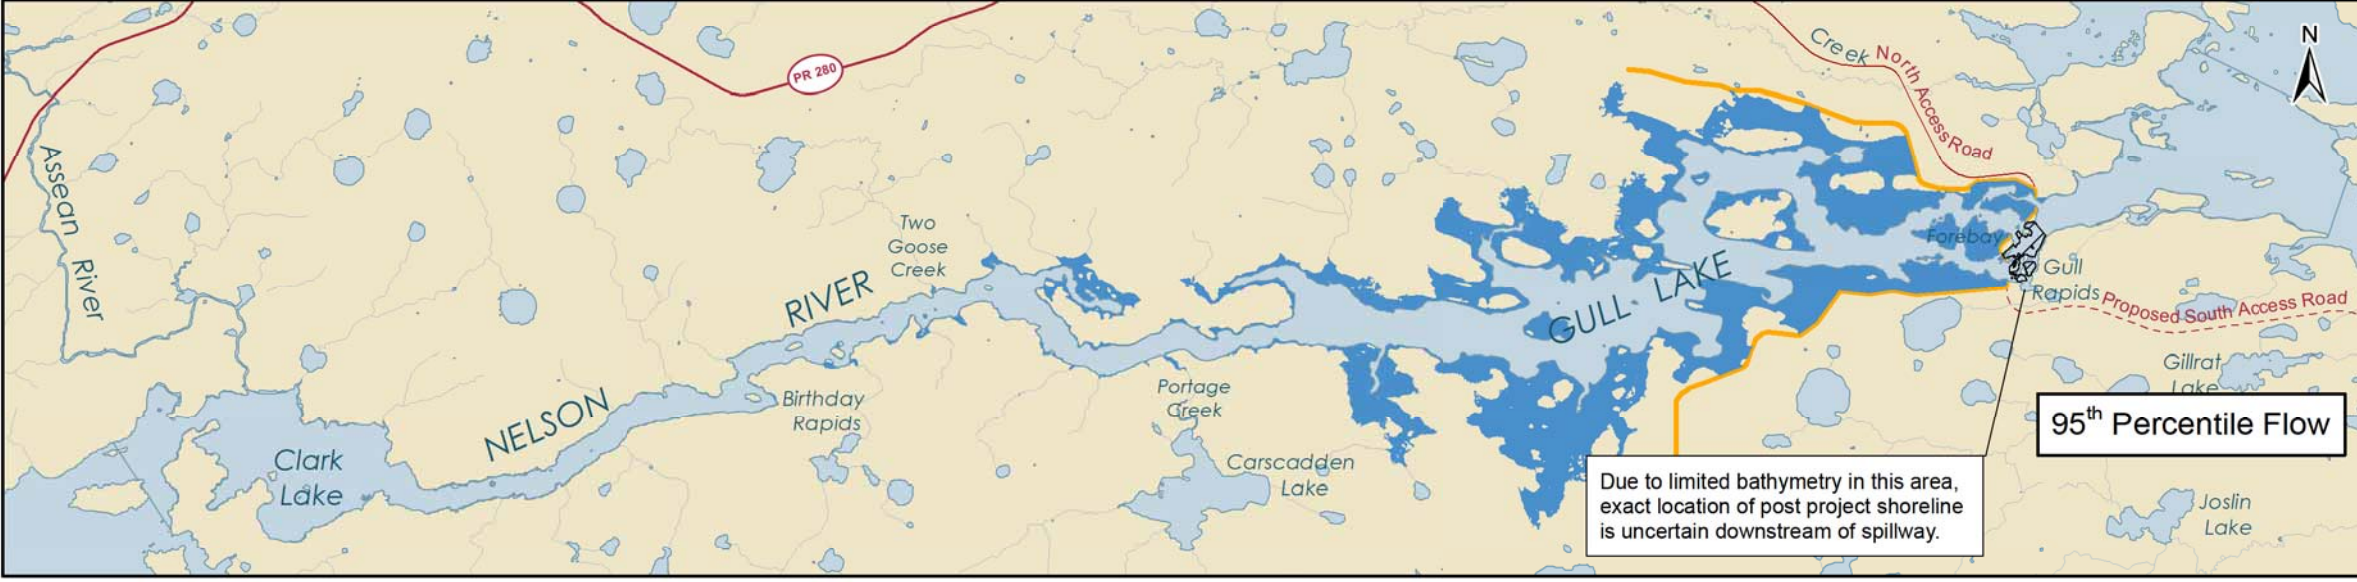 N
PR 280
Creek
North Access Road
Assean
River
Two
Goose
Creek
Forebay
RIVER
GULL LAKE
Gull
Rapids
Proposed South Access Road
Gillrat
Lake
NELSON
Birthday
Rapids
Portage
Creek
95th Percentile Flow
Clark
Lake
Carscadden
Lake
Due to limited bathymetry in this area,
exact location of post project shoreline
is uncertain downstream of spillway.
Joslin
Lake